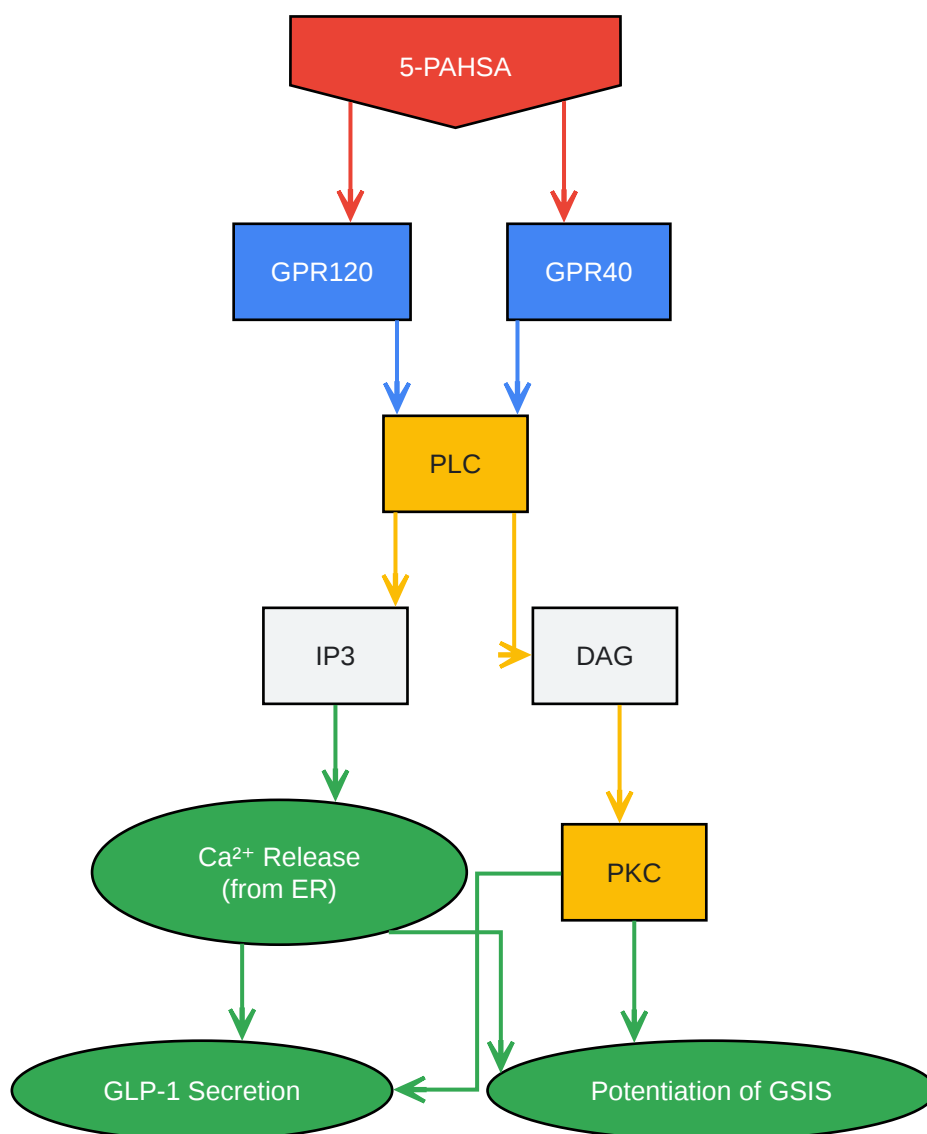 5-PAHSA
GPR120
GPR40
PLC
IP3
DAG
Ca²⁺ Release
(from ER)
PKC
GLP-1 Secretion
Potentiation of GSIS